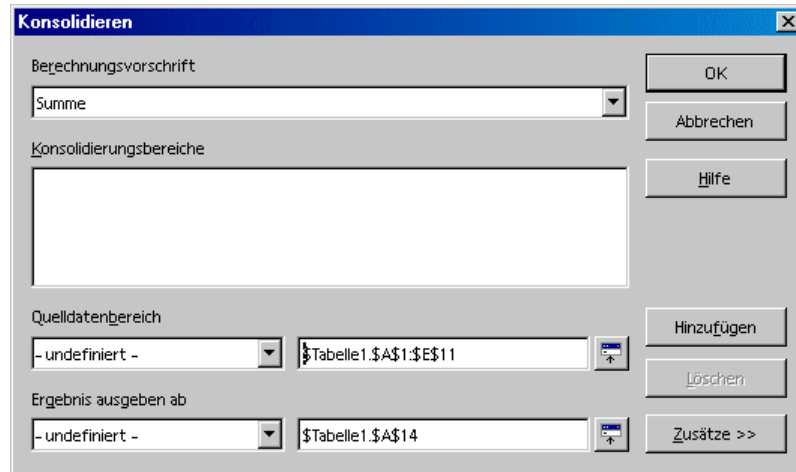 Konsolidieren
Berechnungsvorschrift
OK
Summe
Abbrechen
Konsolidierungsbereiche
Hilfe
Quelldatenbereich
Hinzufügen
- undefiniert -
$Tabelle1.$A$1:$E$11
Löschen
Ergebnis ausgeben ab
- undefiniert -
$Tabelle1.$A$14
Zusätze >>